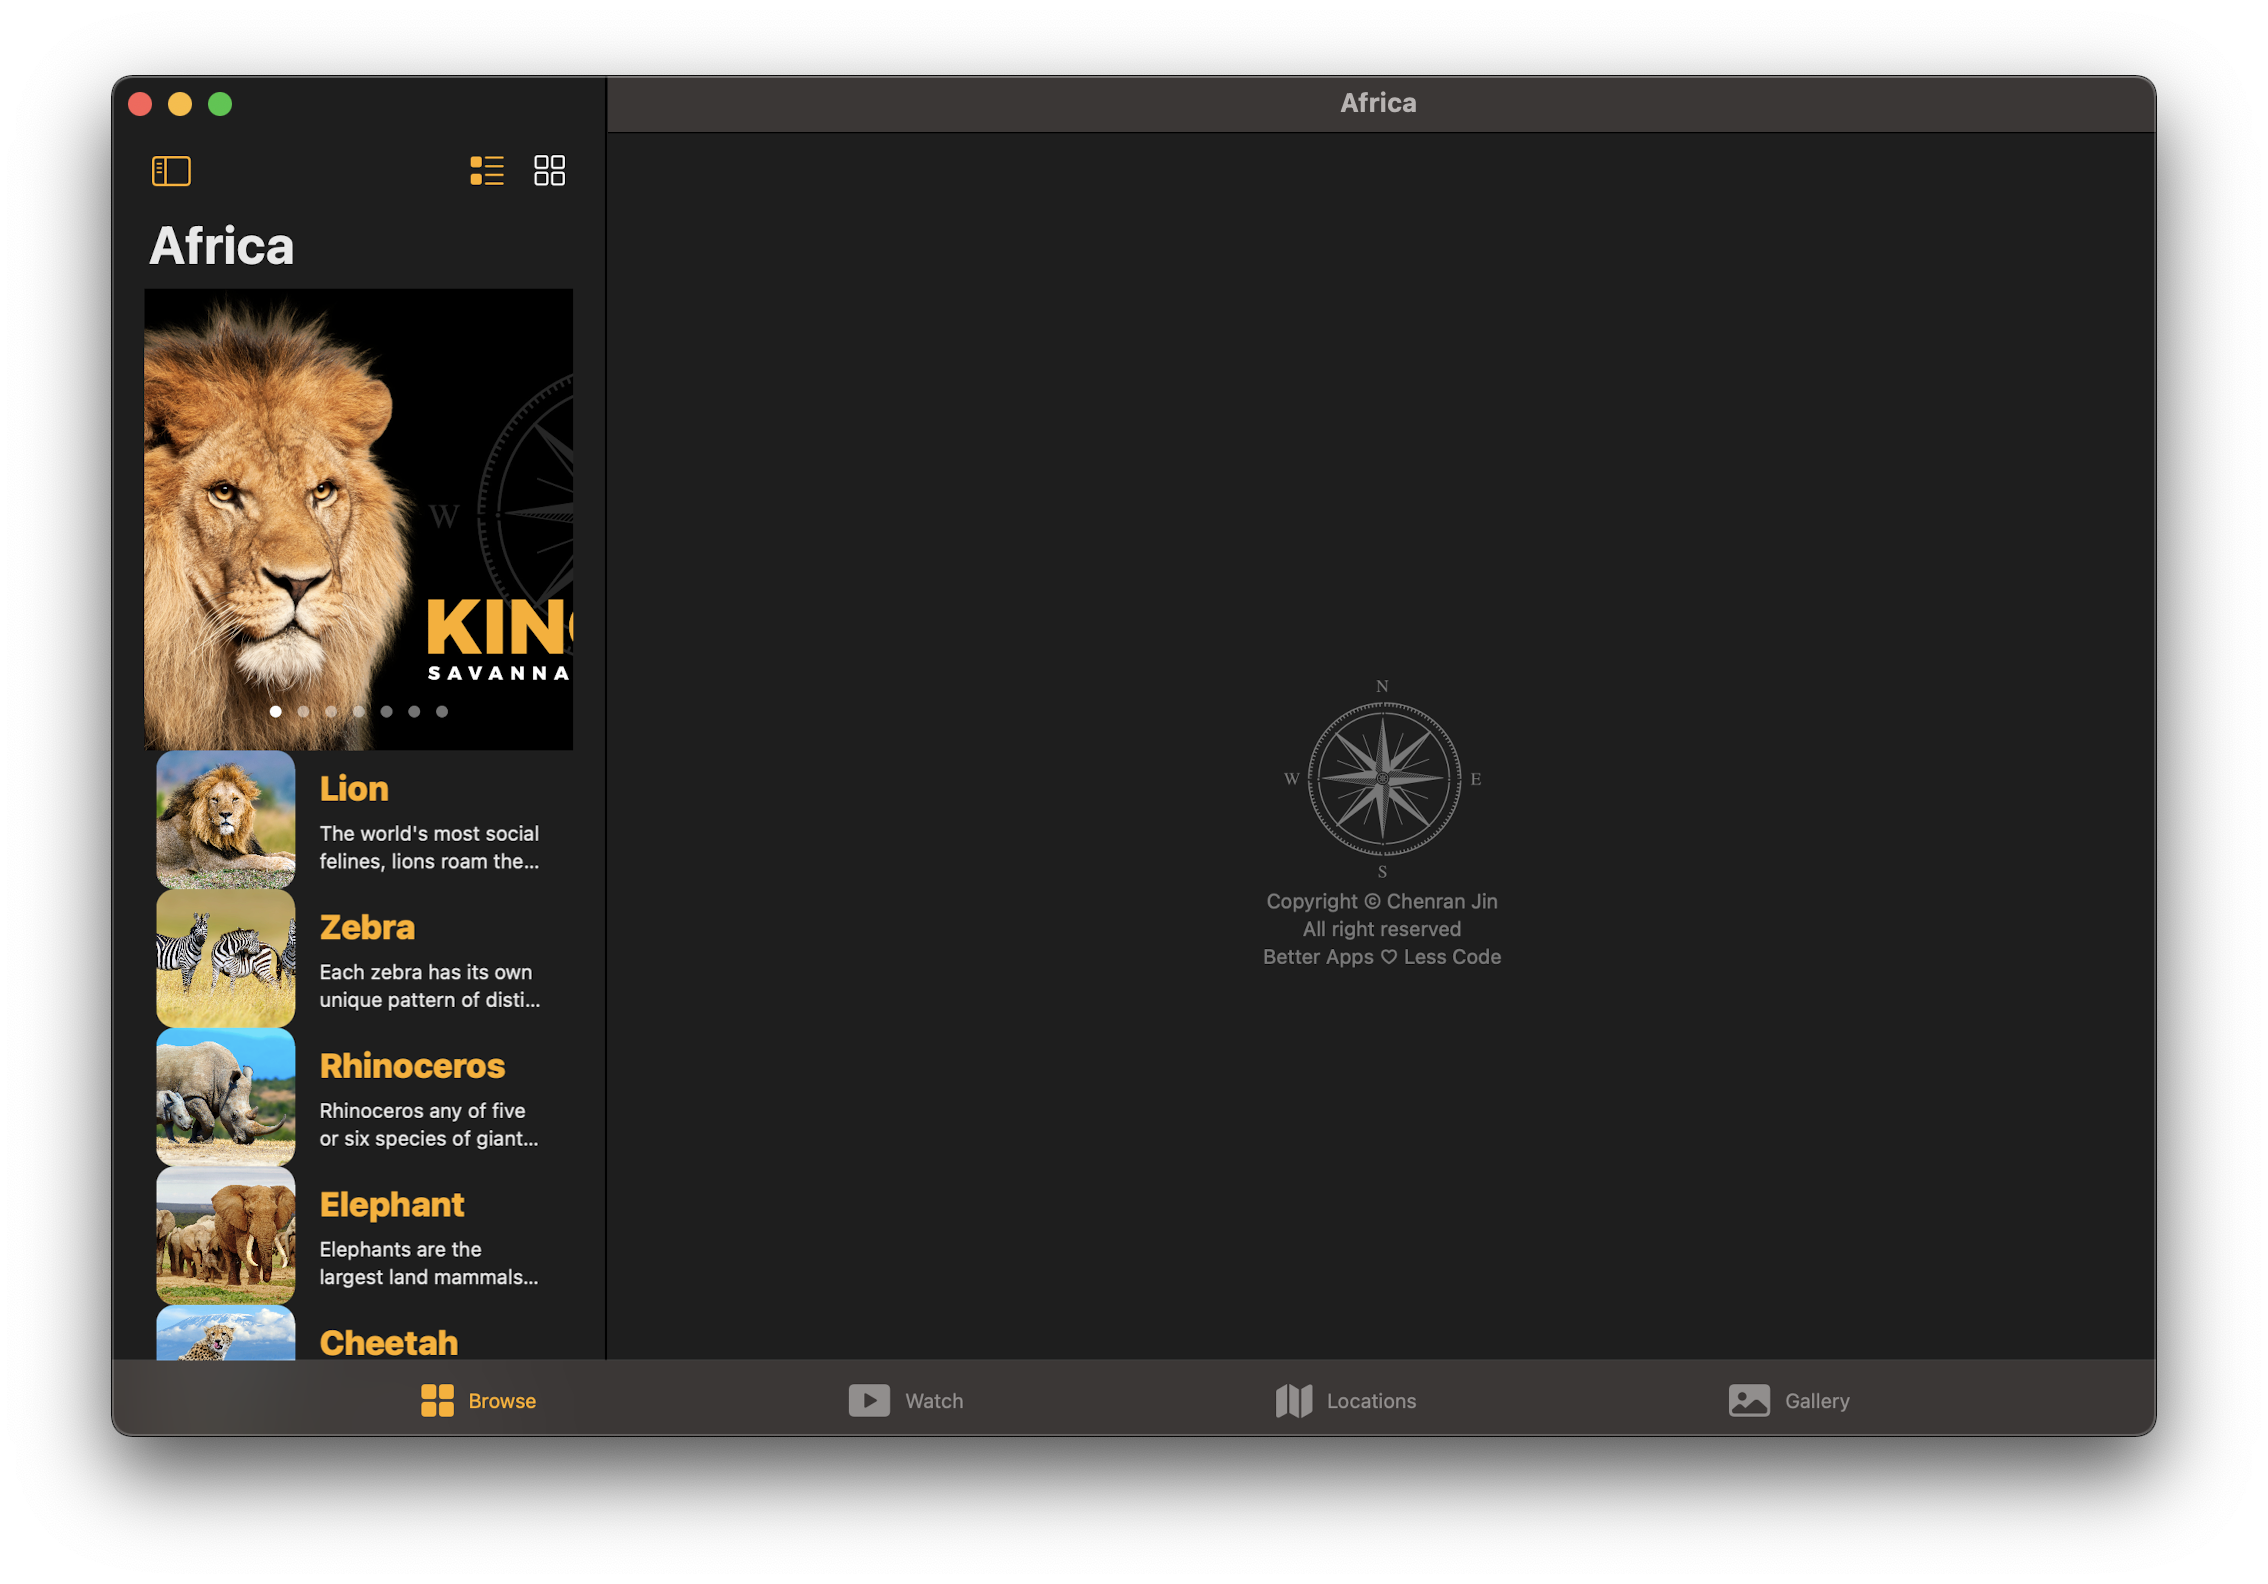 Africa
Africa
W
KIN
SAVANNA
Lion
The world's most social
felines, lions roam the...
Zebra
Each zebra has its own
unique pattern of disti...
Rhinoceros
Rhinoceros any of five
or six species of giant...
Elephant
Elephants are the
largest land mammals...
Cheetah
N
W E
S
Copyright © Chenran Jin
All right reserved
Better Apps ♡ Less Code
Browse Watch Locations Gallery